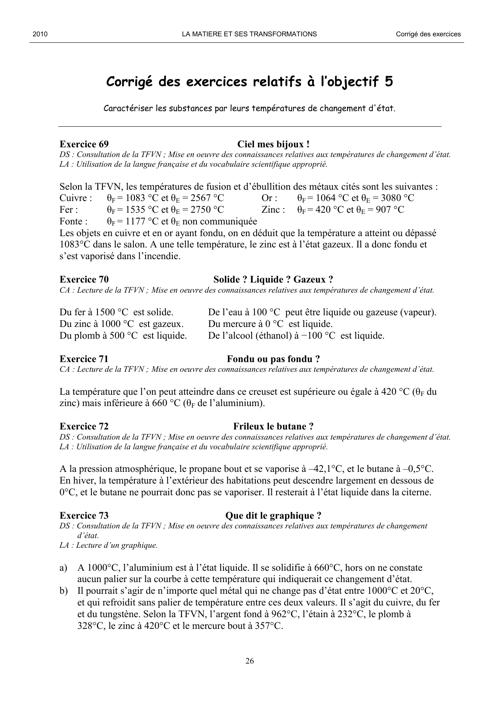 2010 LA MATIERE ET SES TRANSFORMATIONS Corrigé des exercices
Corrigé des exercices relatifs à l'objectif 5
Caractériser les substances par leurs températures de changement d'état.
Exercice 69 Ciel mes bijoux !
DS : Consultation de la TFVN ; Mise en oeuvre des connaissances relatives aux températures de changement d'état.
LA : Utilisation de la langue française et du vocabulaire scientifique approprié.
Selon la TFVN, les températures de fusion et d'ébullition des métaux cités sont les suivantes :
Cuivre : θF = 1083 °C et θE = 2567 °C Or : θF = 1064 °C et θE = 3080 °C
Fer : θF = 1535 °C et θE = 2750 °C Zinc : θF = 420 °C et θE = 907 °C
Fonte : θF = 1177 °C et θE non communiquée
Les objets en cuivre et en or ayant fondu, on en déduit que la température a atteint ou dépassé
1083°C dans le salon. A une telle température, le zinc est à l'état gazeux. Il a donc fondu et
s'est vaporisé dans l'incendie.
Exercice 70 Solide ? Liquide ? Gazeux ?
CA : Lecture de la TFVN ; Mise en oeuvre des connaissances relatives aux températures de changement d'état.
Du fer à 1500 °C est solide. De l'eau à 100 °C peut être liquide ou gazeuse (vapeur).
Du zinc à 1000 °C est gazeux. Du mercure à 0 °C est liquide.
Du plomb à 500 °C est liquide. De l'alcool (éthanol) à −100 °C est liquide.
Exercice 71 Fondu ou pas fondu ?
CA : Lecture de la TFVN ; Mise en oeuvre des connaissances relatives aux températures de changement d'état.
La température que l'on peut atteindre dans ce creuset est supérieure ou égale à 420 °C (θF du
zinc) mais inférieure à 660 °C (θF de l'aluminium).
Exercice 72 Frileux le butane ?
DS : Consultation de la TFVN ; Mise en oeuvre des connaissances relatives aux températures de changement d'état.
LA : Utilisation de la langue française et du vocabulaire scientifique approprié.
A la pression atmosphérique, le propane bout et se vaporise à –42,1°C, et le butane à –0,5°C.
En hiver, la température à l'extérieur des habitations peut descendre largement en dessous de
0°C, et le butane ne pourrait donc pas se vaporiser. Il resterait à l'état liquide dans la citerne.
Exercice 73 Que dit le graphique ?
DS : Consultation de la TFVN ; Mise en oeuvre des connaissances relatives aux températures de changement
d'état.
LA : Lecture d'un graphique.
a) A 1000°C, l'aluminium est à l'état liquide. Il se solidifie à 660°C, hors on ne constate
aucun palier sur la courbe à cette température qui indiquerait ce changement d'état.
b) Il pourrait s'agir de n'importe quel métal qui ne change pas d'état entre 1000°C et 20°C,
et qui refroidit sans palier de température entre ces deux valeurs. Il s'agit du cuivre, du fer
et du tungstène. Selon la TFVN, l'argent fond à 962°C, l'étain à 232°C, le plomb à
328°C, le zinc à 420°C et le mercure bout à 357°C.
26